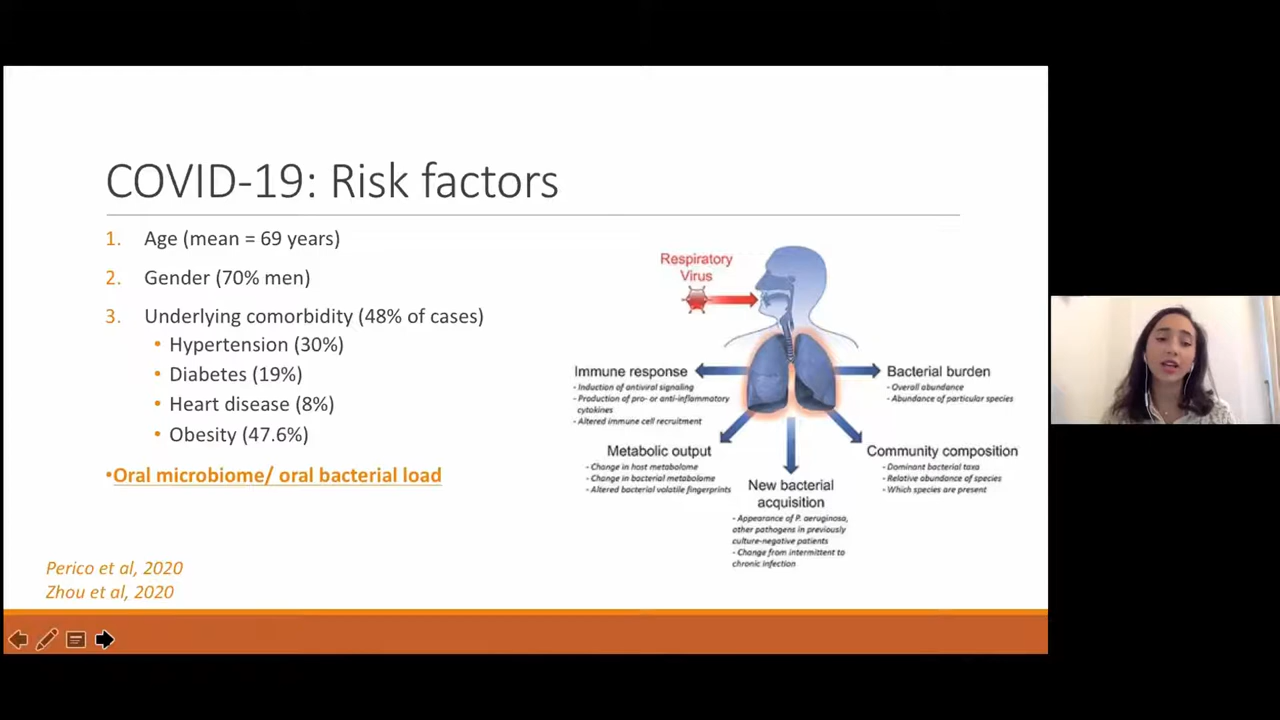 COVID-19: Risk factors
1. Age (mean = 69 years)
2. Gender (70% men)
3. Underlying comorbidity (48% of cases)
• Hypertension (30%)
• Diabetes (19%)
• Heart disease (8%)
• Obesity (47.6%)
•Oral microbiome/ oral bacterial load
Perico et al, 2020
Zhou et al, 2020
Respiratory
Virus
Immune response
- Induction of antiviral signaling
- Production of pro- or anti-inflammatory
cytokines
- Altered immune cell recruitment
Bacterial burden
- Overall abundance
- Abundance of particular species
Metabolic output
- Change in host metabolome
- Change in bacterial metabolome
- Altered bacterial volatile fingerprints
New bacterial
acquisition
- Appearance of P. aeruginosa,
other pathogens in previously
culture-negative patients
- Change from intermittent to
chronic infection
Community composition
- Dominant bacterial taxa
- Relative abundance of species
- Which species are present